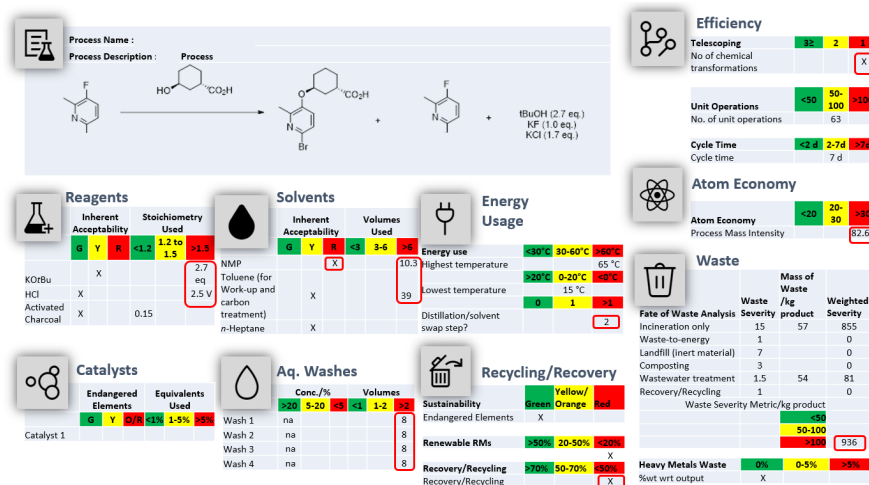 Process Name :
Process Description : Process
HO
CO₂H
F
N
O
CO₂H
N
Br
+
F
N
+
tBuOH (2.7 eq.)
KF (1.0 eq.)
KCl (1.7 eq.)
Efficiency
Telescoping 3≥ 2 1
No of chemical transformations X
Unit Operations <50 50-100 >10
No. of unit operations 63
Cycle Time <2 d 2-7d >7d
Cycle time 7 d
Atom Economy
Atom Economy <20 20-30 >30
Process Mass Intensity 82.6
Reagents
Inherent Acceptability Stoichiometry Used
G Y R <1.2 1.2 to 1.5 >1.5
KOtBu X 2.7 eq
HCl X 2.5 V
Activated Charcoal X 0.15
Solvents
Inherent Acceptability Volumes Used
G Y R <3 3-6 >6
NMP X 10.3
Toluene (for Work-up and carbon treatment) X 39
n-Heptane X
Energy Usage
Energy use <30°C 30-60°C >60°C
Highest temperature 65 °C
>20°C 0-20°C <0°C
Lowest temperature 15 °C
0 1 >1
Distillation/solvent swap step? 2
Waste
Fate of Waste Analysis Waste Severity Mass of Waste /kg product Weighted Severity
Incineration only 15 57 855
Waste-to-energy 1 0
Landfill (inert material) 7 0
Composting 3 0
Wastewater treatment 1.5 54 81
Recovery/Recycling 1 0
Waste Severity Metric/kg product
<50
50-100
>100 936
Heavy Metals Waste 0% 0-5% >5%
%wt wrt output X
Catalysts
Endangered Elements Equivalents Used
G Y O/R <1% 1-5% >5%
Catalyst 1
Aq. Washes
Conc./% Volumes
>20 5-20 <5 <1 1-2 >2
Wash 1 na 8
Wash 2 na 8
Wash 3 na 8
Wash 4 na 8
Recycling/Recovery
Sustainability Green Yellow/Orange Red
Endangered Elements X
Renewable RMs >50% 20-50% <20%
X
Recovery/Recycling >70% 50-70% <50%
Recovery/Recycling X